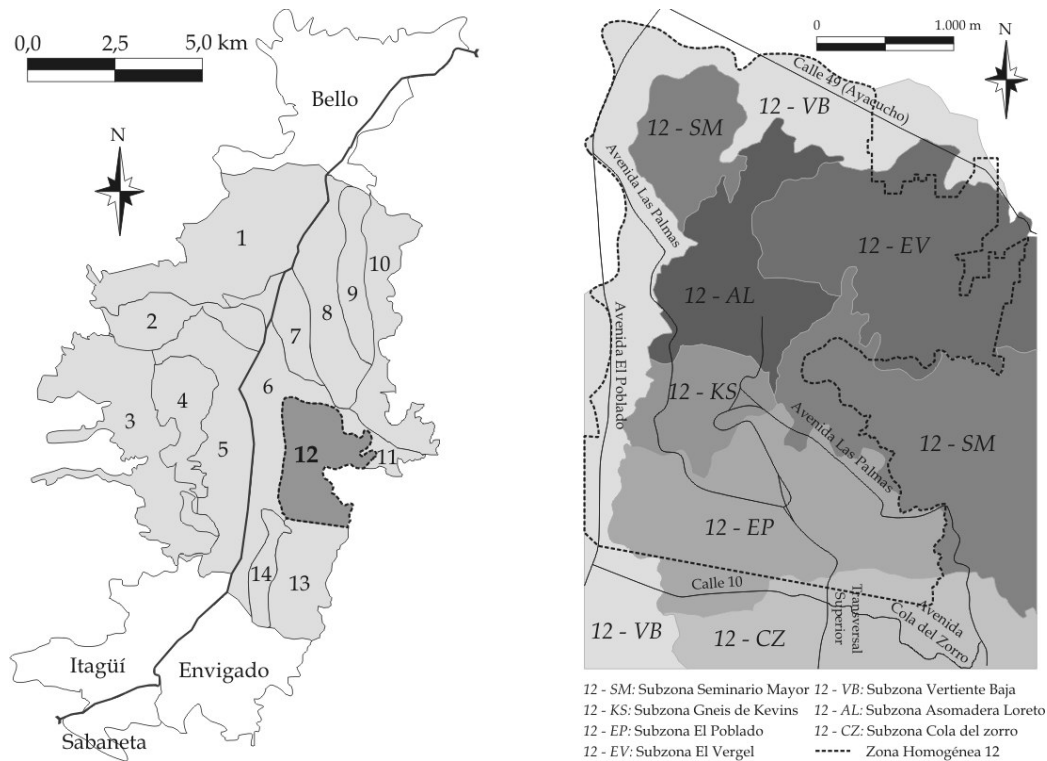 0,0 2,5 5,0 km
N
Bello
1
10
9
8
2
7
6
4
3
5
12
11
14
13
Itagüí
Envigado
Sabaneta
0 1.000 m
N
Calle 49 (Ayacucho)
12 - VB
12 - SM
Avenida Las Palmas
12 - EV
12 - AL
Avenida El Poblado
12 - KS
Avenida Las Palmas
12 - SM
12 - EP
Calle 10
Transversal
Superior
Avenida
Cola del Zorro
12 - VB
12 - CZ
12 - SM: Subzona Seminario Mayor 12 - VB: Subzona Vertiente Baja
12 - KS: Subzona Gneis de Kevins 12 - AL: Subzona Asomadera Loreto
12 - EP: Subzona El Poblado 12 - CZ: Subzona Cola del zorro
12 - EV: Subzona El Vergel Zona Homogénea 12